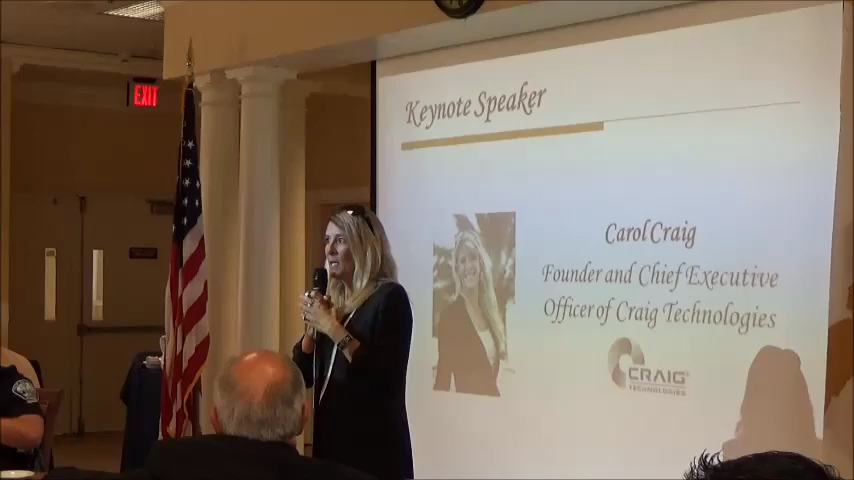 EXIT
Keynote Speaker
Carol Craig
Founder and Chief Executive
Officer of Craig Technologies
CRAIG
TECHNOLOGIES